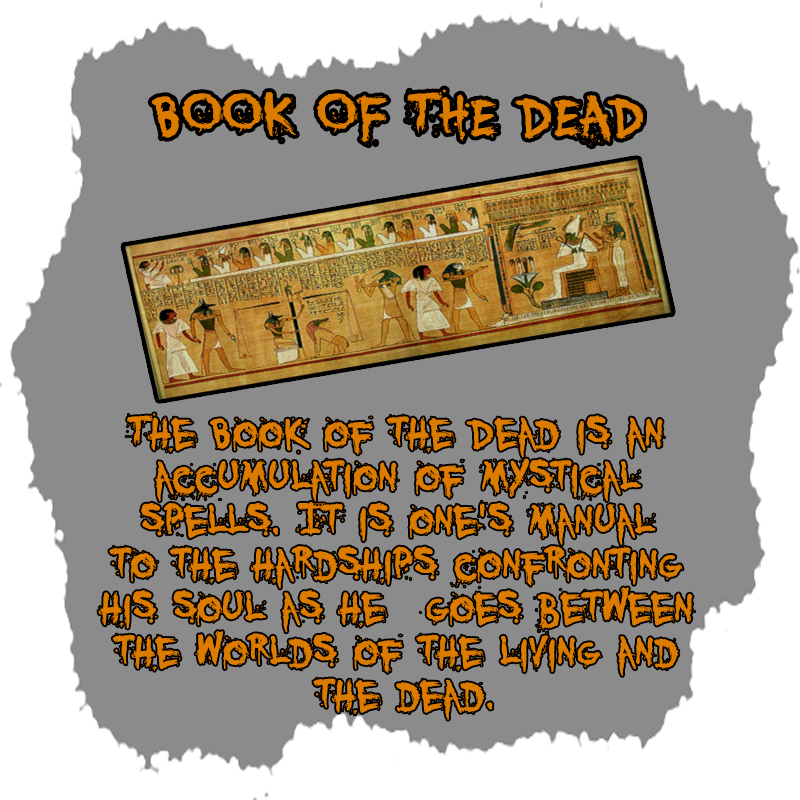 BOOK OF THE DEAD
THE BOOK OF THE DEAD IS AN
ACCUMULATION OF MYSTICAL
SPELLS. IT IS ONE'S MANUAL
TO THE HARDSHIPS CONFRONTING
HIS SOUL AS HE GOES BETWEEN
THE WORLDS OF THE LIVING AND
THE DEAD.